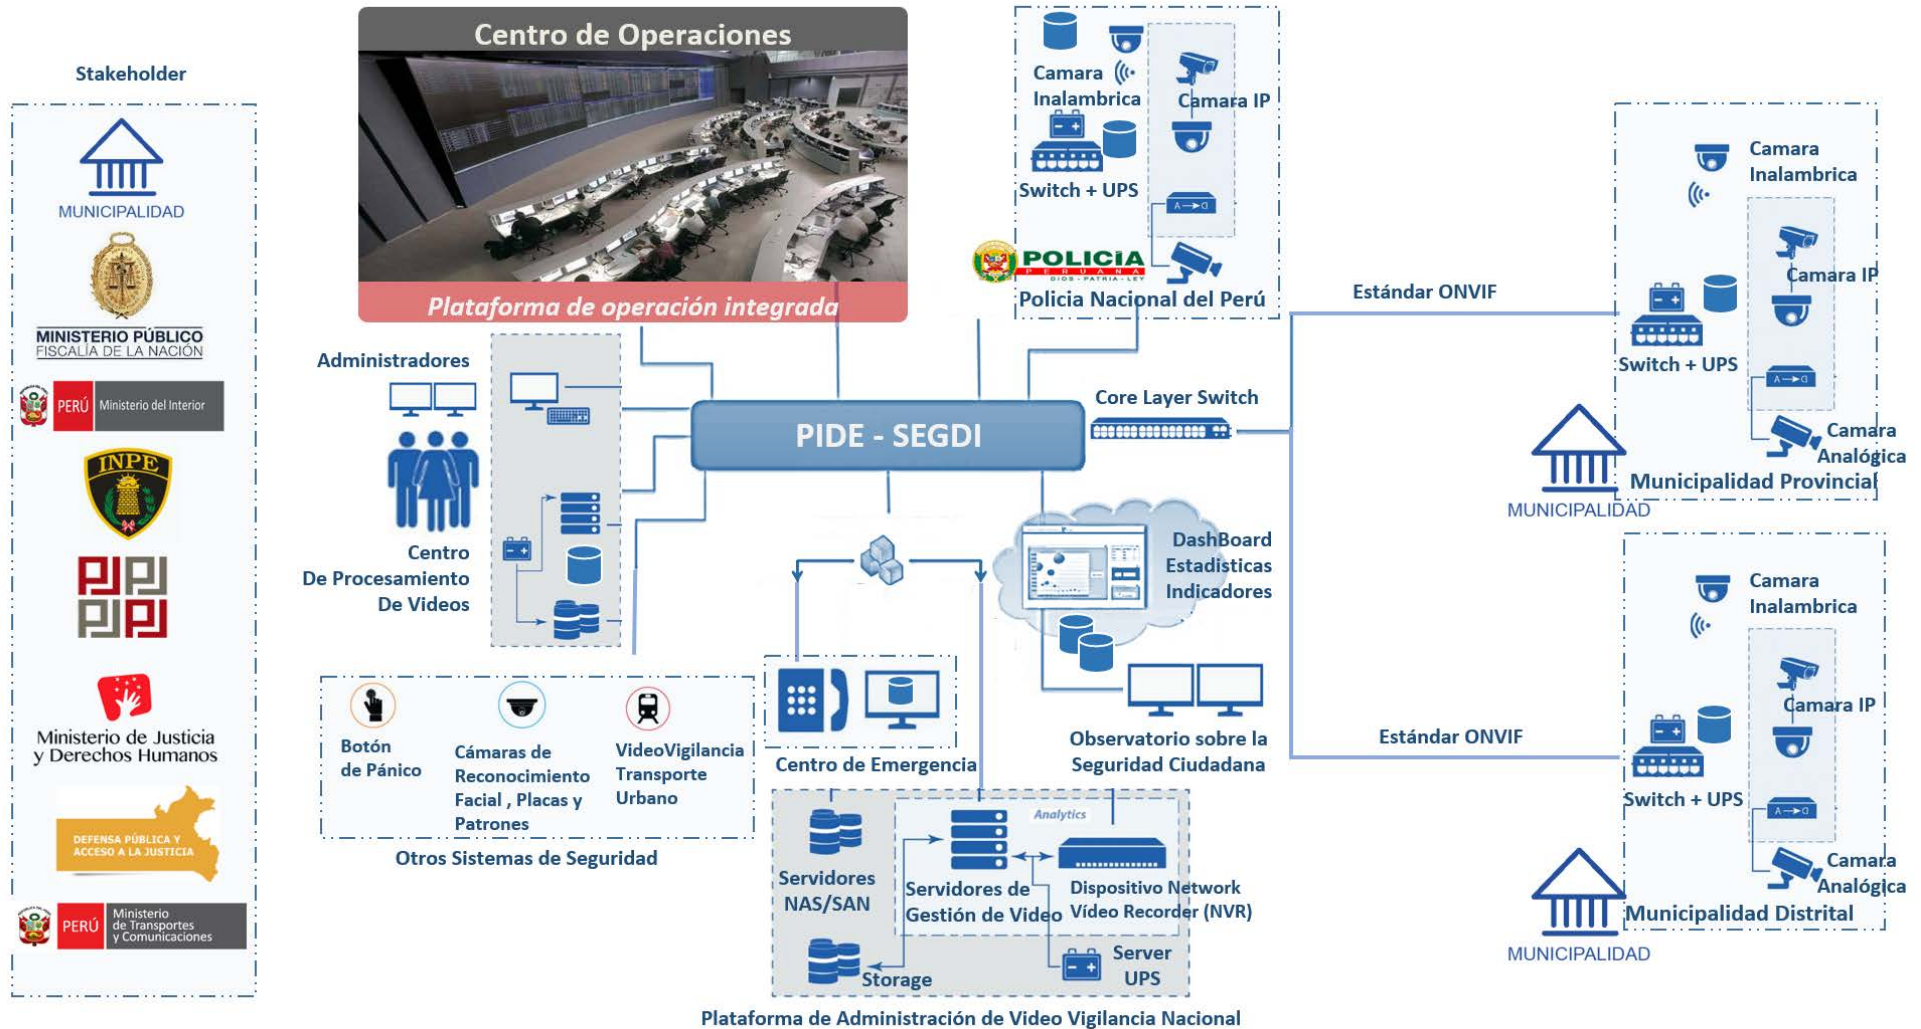 Stakeholder
MUNICIPALIDAD
MINISTERIO PÚBLICO
FISCALÍA DE LA NACIÓN
PERÚ
Ministerio del Interior
INPE
PJ PJ
PJ PJ
Ministerio de Justicia
y Derechos Humanos
DEFENSA PÚBLICA Y
ACCESO A LA JUSTICIA
PERÚ
Ministerio
de Transportes
y Comunicaciones
Centro de Operaciones
Plataforma de operación integrada
Administradores
Centro
De Procesamiento
De Videos
Botón
de Pánico
Cámaras de
Reconocimiento
Facial , Placas y
Patrones
VideoVigilancia
Transporte
Urbano
Otros Sistemas de Seguridad
PIDE - SEGDI
Core Layer Switch
Camara
Inalambrica
Camara IP
Switch + UPS
A D
POLICIA
PERUANA
DIOS - PATRIA - LEY
Policia Nacional del Perú
DashBoard
Estadisticas
Indicadores
Centro de Emergencia
Observatorio sobre la
Seguridad Ciudadana
Analytics
Servidores
NAS/SAN
Servidores de
Gestión de Video
Dispositivo Network
Vídeo Recorder (NVR)
Storage
Server
UPS
Plataforma de Administración de Video Vigilancia Nacional
Estándar ONVIF
Camara
Inalambrica
Camara IP
Switch + UPS
A D
Camara
Analógica
Municipalidad Provincial
MUNICIPALIDAD
Estándar ONVIF
Camara
Inalambrica
Camara IP
Switch + UPS
A D
Camara
Analógica
Municipalidad Distrital
MUNICIPALIDAD